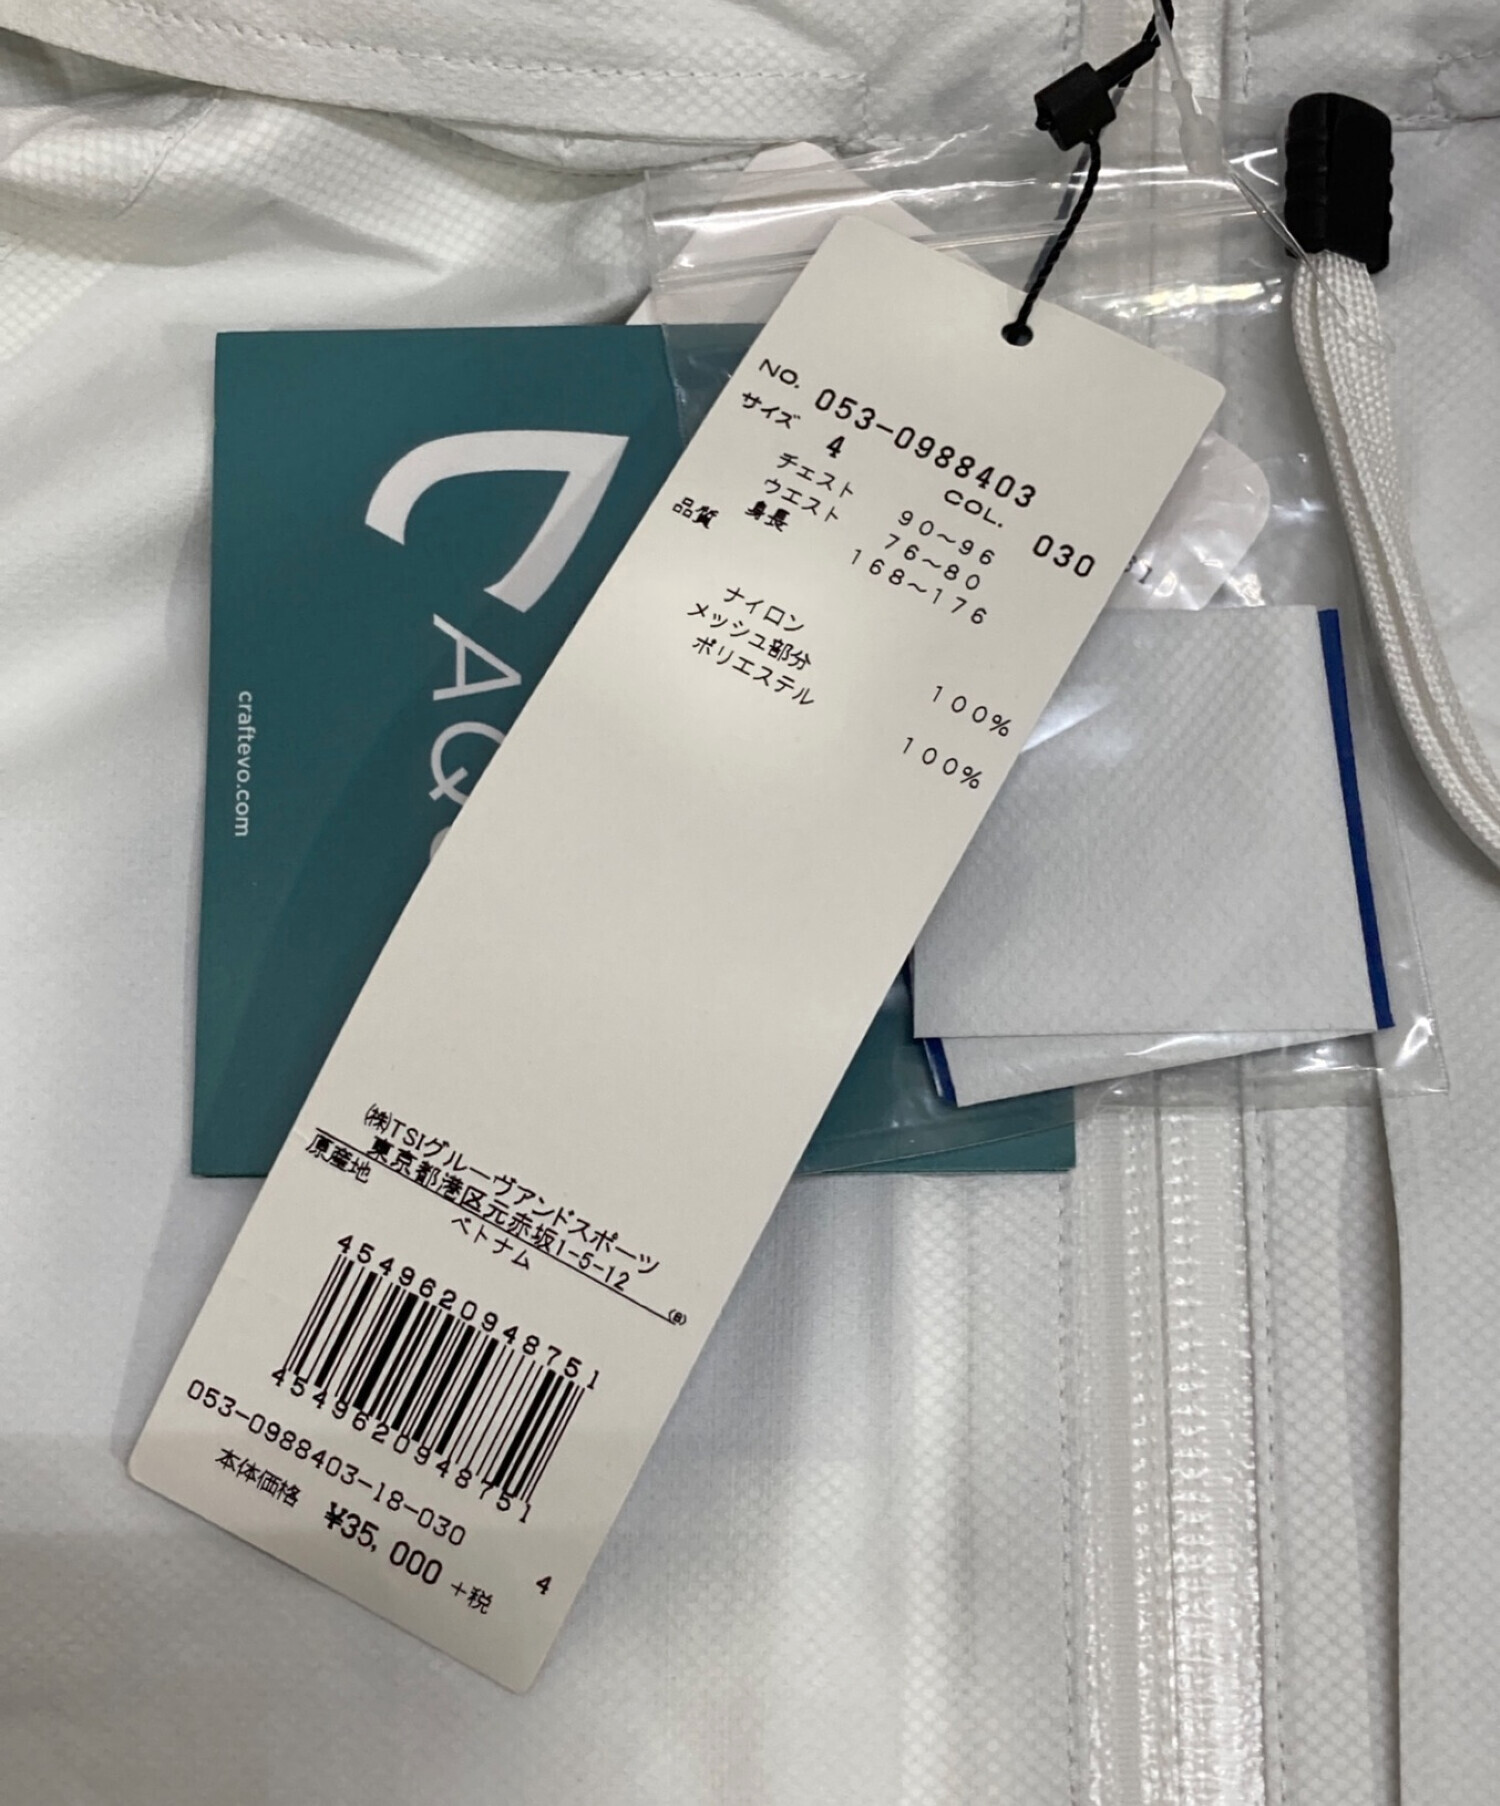 NO. 053-0988403
サイズ 4 COL. 030
チェスト 90～96
ウエスト 76～80
身長 168～176
品質
ナイロン 100%
メッシュ部分
ポリエステル 100%
㈱TSIグルーヴアンドスポーツ
東京都港区元赤坂1-5-12
(B)
原産地 ベトナム
4549620948751
4549620948751
053-0988403-18-030
本体価格 ¥35,000 +税
4
AQ
craftevo.com
31